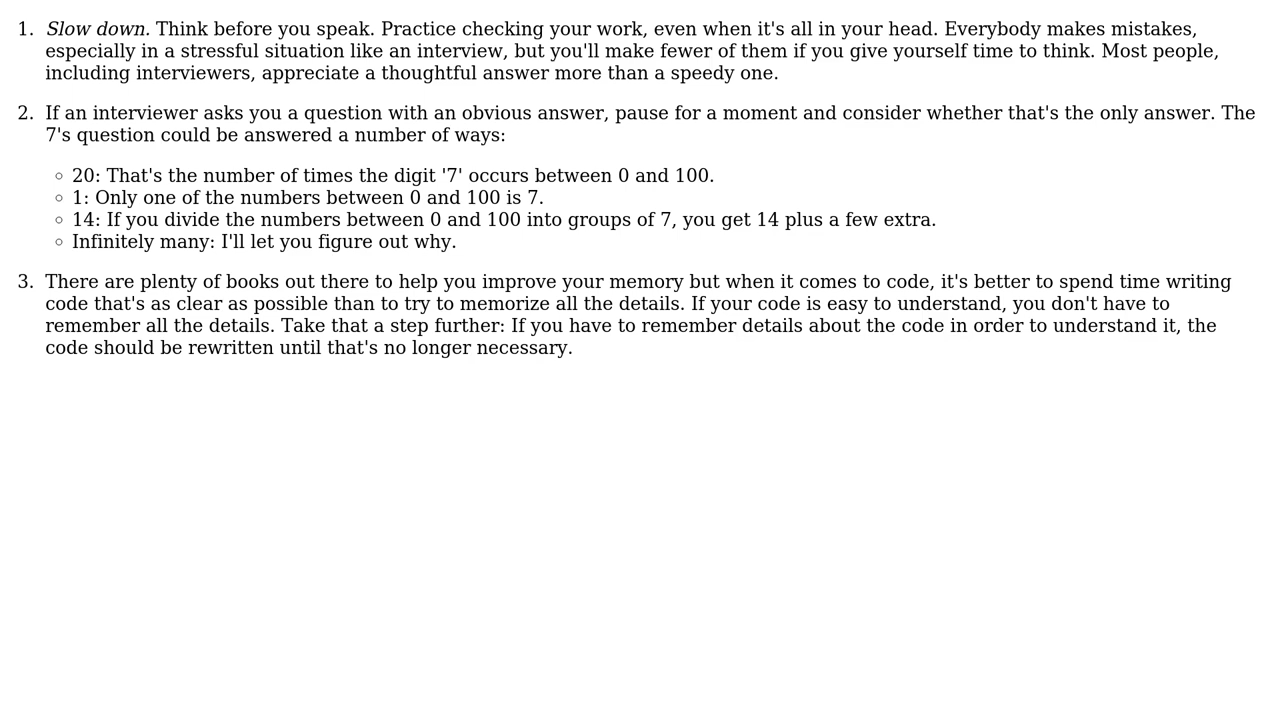 1. Slow down. Think before you speak. Practice checking your work, even when it's all in your head. Everybody makes mistakes,
especially in a stressful situation like an interview, but you'll make fewer of them if you give yourself time to think. Most people,
including interviewers, appreciate a thoughtful answer more than a speedy one.
2. If an interviewer asks you a question with an obvious answer, pause for a moment and consider whether that's the only answer. The
7's question could be answered a number of ways:
◦ 20: That's the number of times the digit '7' occurs between 0 and 100.
◦ 1: Only one of the numbers between 0 and 100 is 7.
◦ 14: If you divide the numbers between 0 and 100 into groups of 7, you get 14 plus a few extra.
◦ Infinitely many: I'll let you figure out why.
3. There are plenty of books out there to help you improve your memory but when it comes to code, it's better to spend time writing
code that's as clear as possible than to try to memorize all the details. If your code is easy to understand, you don't have to
remember all the details. Take that a step further: If you have to remember details about the code in order to understand it, the
code should be rewritten until that's no longer necessary.